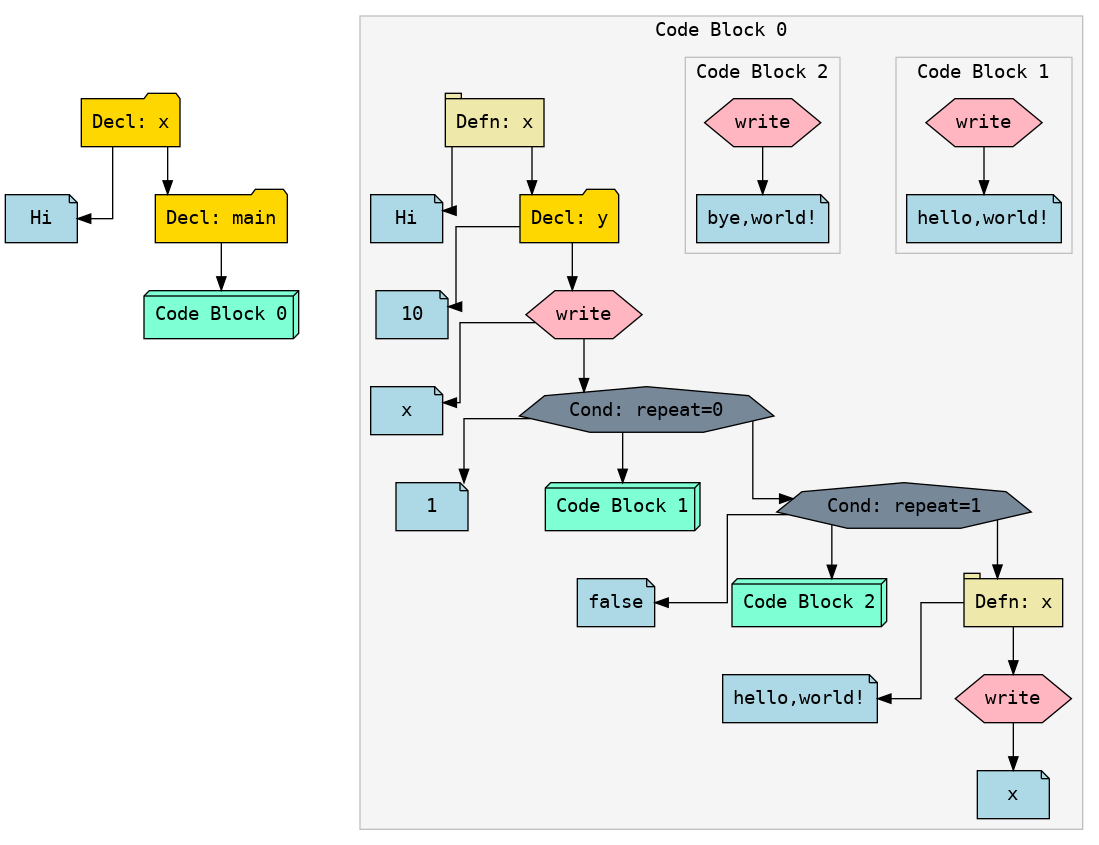 Code Block 0
Code Block 2
Code Block 1
Decl: x
Defn: x
write
write
Hi
Decl: main
Hi
Decl: y
bye,world!
hello,world!
Code Block 0
10
write
x
Cond: repeat=0
1
Code Block 1
Cond: repeat=1
false
Code Block 2
Defn: x
hello,world!
write
x